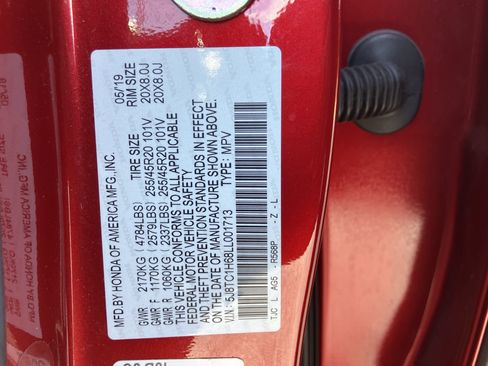 MFD.BY HONDA OF AMERICA MFG.,INC. 05/19
TIRE SIZE RIM SIZE
GVWR 2170KG (4784LBS)
GAWR F 1170KG (2579LBS) 255/45R20 101V 20X8.0J
GAWR R 1060KG (2337LBS) 255/45R20 101V 20X8.0J
THIS VEHICLE CONFORMS TO ALL APPLICABLE
FEDERAL MOTOR VEHICLE SAFETY
AND THEFT PREVENTION STANDARDS IN EFFECT
ON THE DATE OF MANUFACTURE SHOWN ABOVE.
V.I.N.: 5J8TC1H68LL001713 TYPE: MPV
TJC L AG5 R568P - Z - L